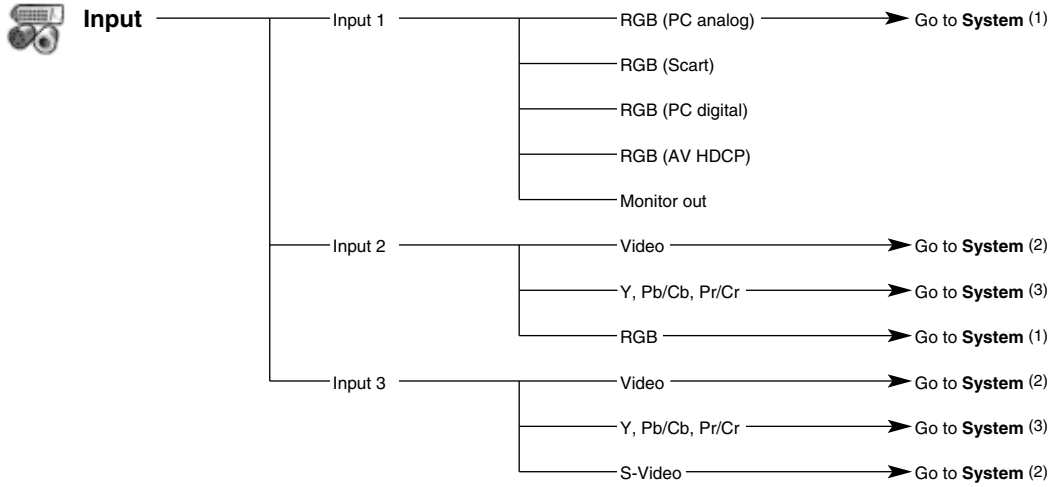 Input Input 1 RGB (PC analog) Go to System (1)
RGB (Scart)
RGB (PC digital)
RGB (AV HDCP)
Monitor out
Input 2 Video Go to System (2)
Y, Pb/Cb, Pr/Cr Go to System (3)
RGB Go to System (1)
Input 3 Video Go to System (2)
Y, Pb/Cb, Pr/Cr Go to System (3)
S-Video Go to System (2)